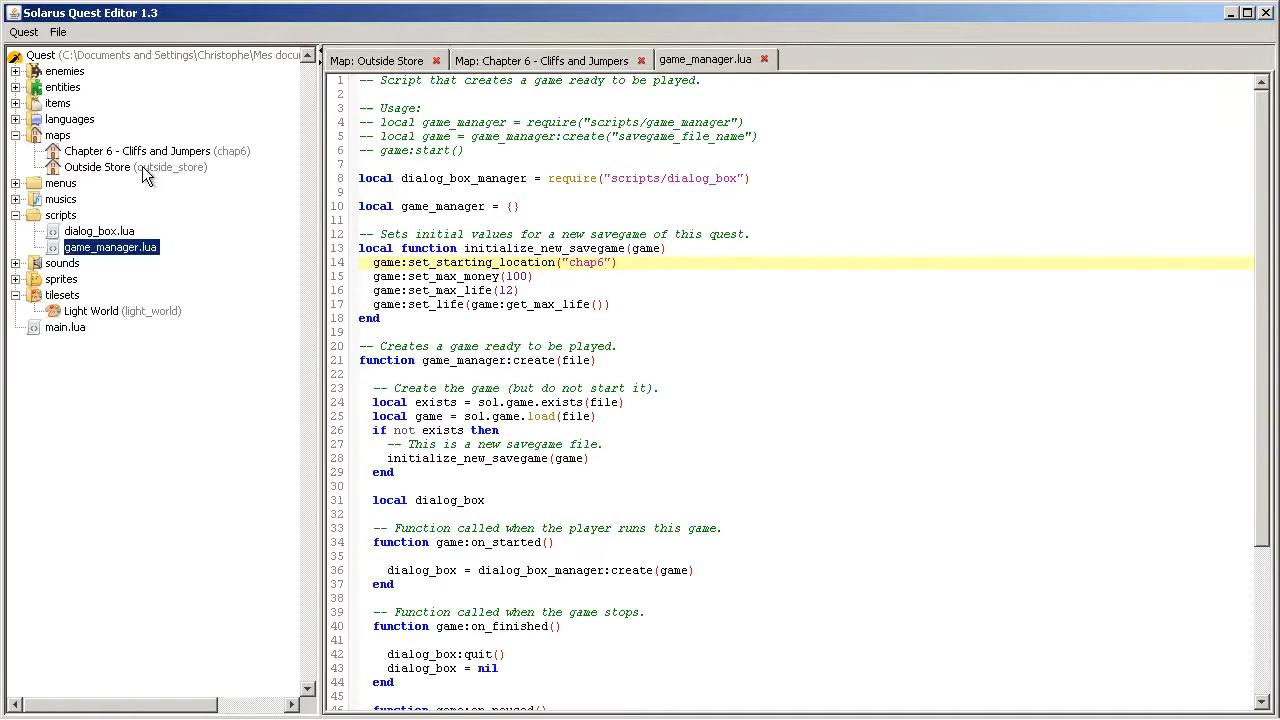 Solarus Quest Editor 1.3
Quest File
Quest (C:\Documents and Settings\Christophe\Mes docu
enemies
entities
items
languages
maps
Chapter 6 - Cliffs and Jumpers (chap6)
Outside Store (outside_store)
menus
musics
scripts
dialog_box.lua
game_manager.lua
sounds
sprites
tilesets
Light World (light_world)
main.lua
Map: Outside Store Map: Chapter 6 - Cliffs and Jumpers game_manager.lua
1 -- Script that creates a game ready to be played.
2
3 -- Usage:
4 -- local game_manager = require("scripts/game_manager")
5 -- local game = game_manager:create("savegame_file_name")
6 -- game:start()
7
8 local dialog_box_manager = require("scripts/dialog_box")
9
10 local game_manager = {}
11
12 -- Sets initial values for a new savegame of this quest.
13 local function initialize_new_savegame(game)
14 game:set_starting_location("chap6")
15 game:set_max_money(100)
16 game:set_max_life(12)
17 game:set_life(game:get_max_life())
18 end
19
20 -- Creates a game ready to be played.
21 function game_manager:create(file)
22
23 -- Create the game (but do not start it).
24 local exists = sol.game.exists(file)
25 local game = sol.game.load(file)
26 if not exists then
27 -- This is a new savegame file.
28 initialize_new_savegame(game)
29 end
30
31 local dialog_box
32
33 -- Function called when the player runs this game.
34 function game:on_started()
35
36 dialog_box = dialog_box_manager:create(game)
37 end
38
39 -- Function called when the game stops.
40 function game:on_finished()
41
42 dialog_box:quit()
43 dialog_box = nil
44 end
45
46 function game:on_paused()